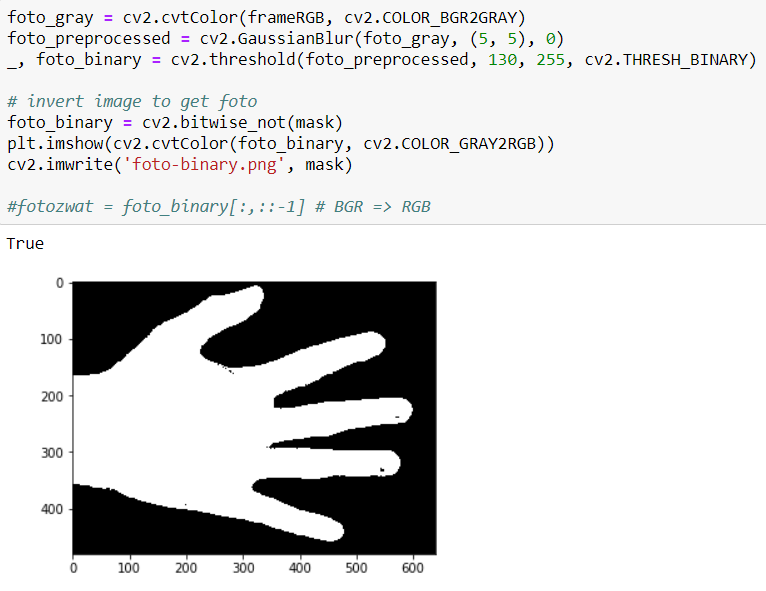 foto_gray = cv2.cvtColor(frameRGB, cv2.COLOR_BGR2GRAY)
foto_preprocessed = cv2.GaussianBlur(foto_gray, (5, 5), 0)
_, foto_binary = cv2.threshold(foto_preprocessed, 130, 255, cv2.THRESH_BINARY)
# invert image to get foto
foto_binary = cv2.bitwise_not(mask)
plt.imshow(cv2.cvtColor(foto_binary, cv2.COLOR_GRAY2RGB))
cv2.imwrite('foto-binary.png', mask)
#fotozwat = foto_binary[:,::-1] # BGR => RGB
True
0
100
200
300
400
0 100 200 300 400 500 600